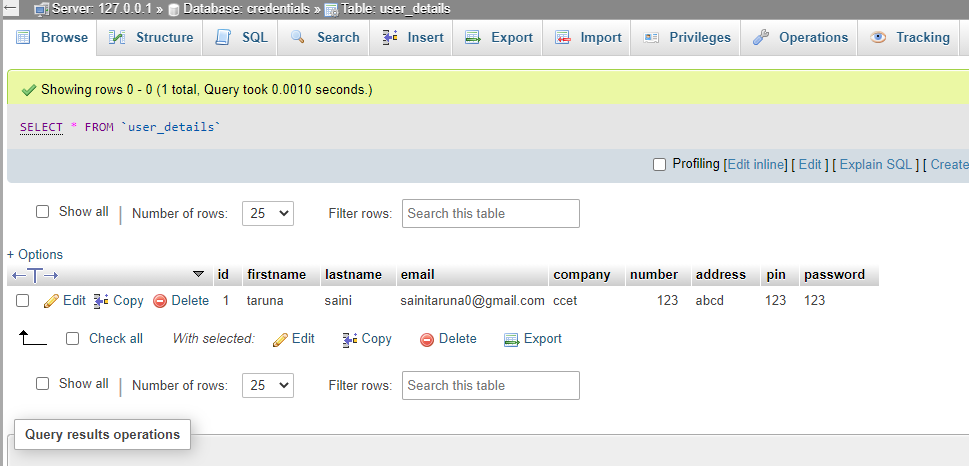 Server: 127.0.0.1 » Database: credentials » Table: user_details
Browse Structure SQL Search Insert Export Import Privileges Operations Tracking
Showing rows 0 - 0 (1 total, Query took 0.0010 seconds.)
SELECT * FROM `user_details`
Profiling [Edit inline] [ Edit ] [ Explain SQL ] [ Create
Show all | Number of rows: 25 Filter rows: Search this table
+ Options
←T→ id firstname lastname email company number address pin password
Edit Copy Delete 1 taruna saini sainitaruna0@gmail.com ccet 123 abcd 123 123
Check all With selected: Edit Copy Delete Export
Show all | Number of rows: 25 Filter rows: Search this table
Query results operations